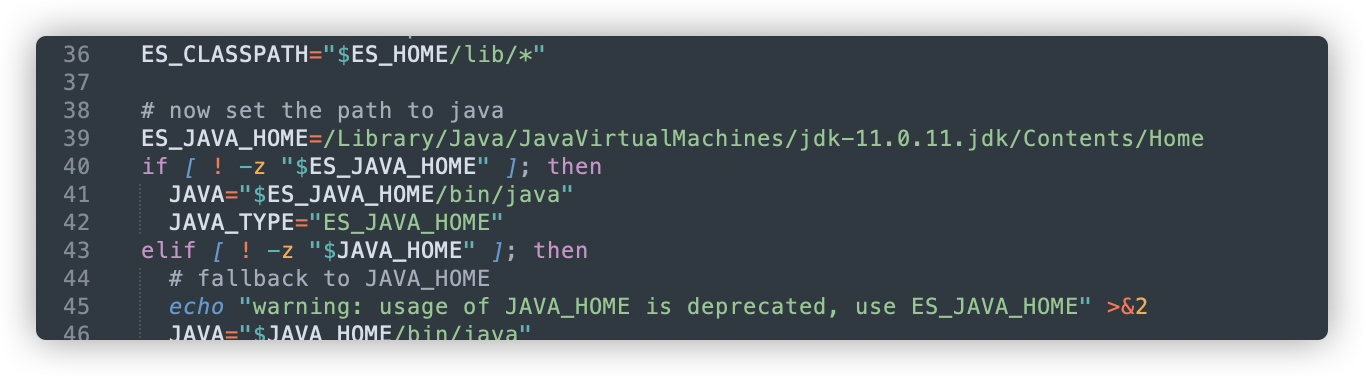 36 ES_CLASSPATH="$ES_HOME/lib/*"
37
38 # now set the path to java
39 ES_JAVA_HOME=/Library/Java/JavaVirtualMachines/jdk-11.0.11.jdk/Contents/Home
40 if [ ! -z "$ES_JAVA_HOME" ]; then
41   JAVA="$ES_JAVA_HOME/bin/java"
42   JAVA_TYPE="ES_JAVA_HOME"
43 elif [ ! -z "$JAVA_HOME" ]; then
44   # fallback to JAVA_HOME
45   echo "warning: usage of JAVA_HOME is deprecated, use ES_JAVA_HOME" >&2
46   JAVA="$JAVA_HOME/bin/java"